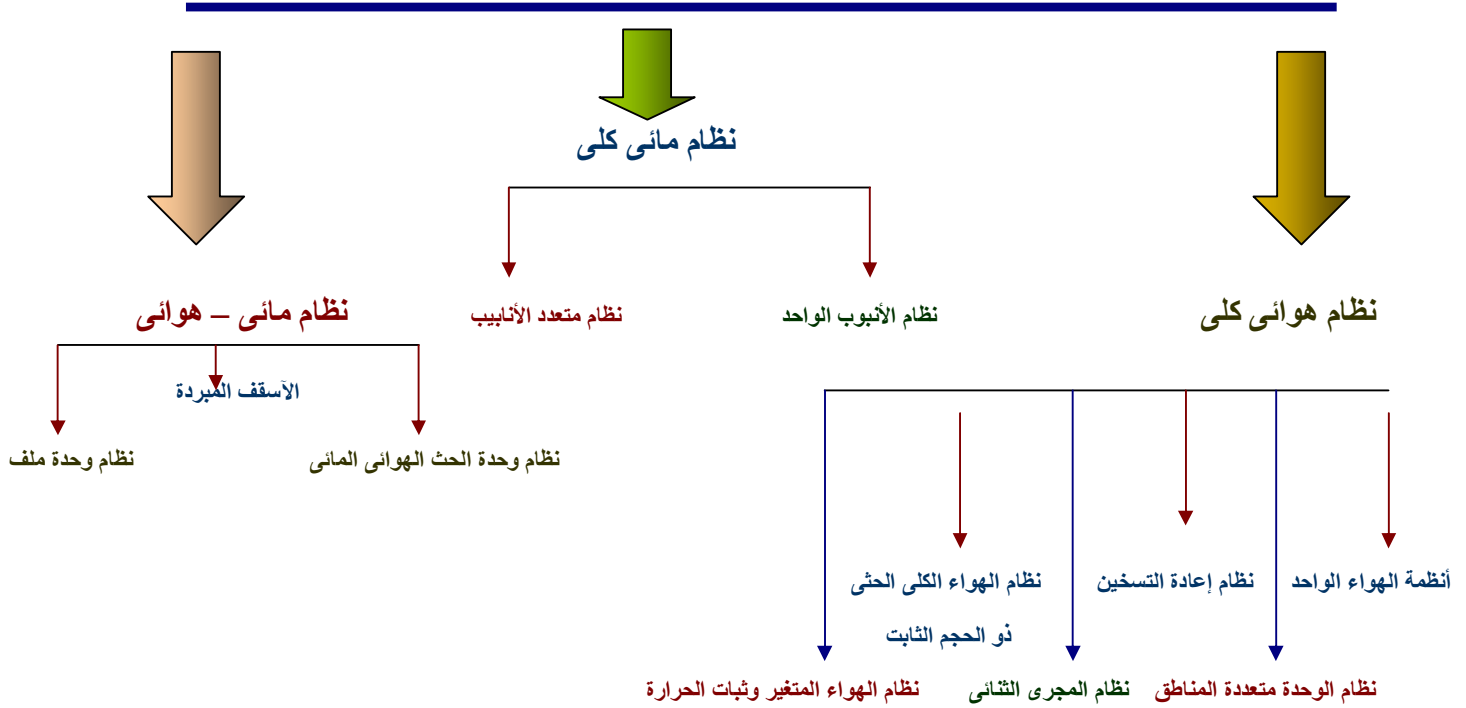 نظام مائى كلى
نظام هوائى كلى
نظام الأنبوب الواحد
نظام متعدد الأنابيب
نظام مائى – هوائى
الآسقف المبردة
نظام وحدة الحث الهوائى المائى
نظام وحدة ملف
أنظمة الهواء الواحد
نظام إعادة التسخين
نظام الهواء الكلى الحثى
ذو الحجم الثابت
نظام الوحدة متعددة المناطق
نظام المجرى الثنائى
نظام الهواء المتغير وثبات الحرارة